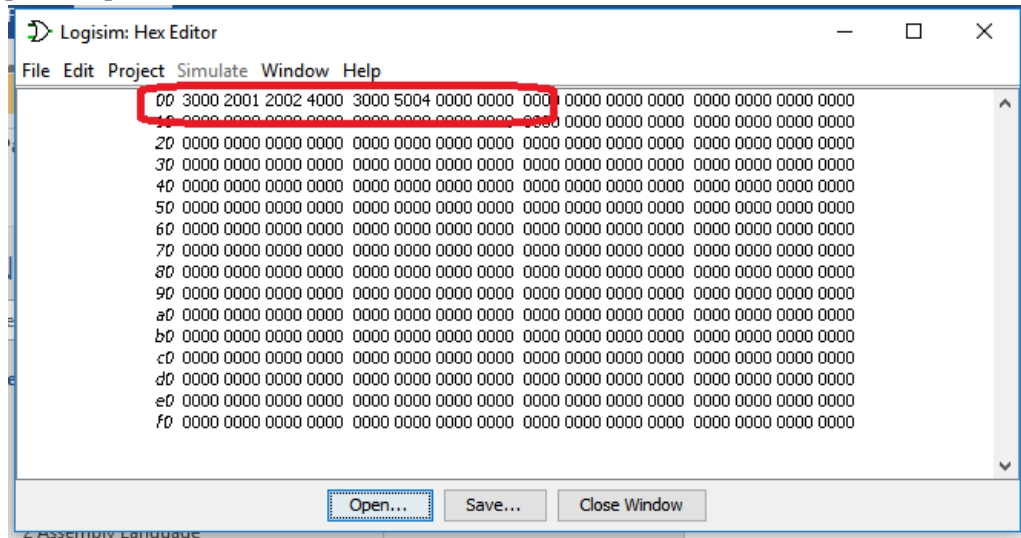 Logisim: Hex Editor
File Edit Project Simulate Window Help
00 3000 2001 2002 4000 3000 5004 0000 0000 0000 0000 0000 0000 0000 0000 0000 0000
10 0000 0000 0000 0000 0000 0000 0000 0000 0000 0000 0000 0000 0000 0000 0000 0000
20 0000 0000 0000 0000 0000 0000 0000 0000 0000 0000 0000 0000 0000 0000 0000 0000
30 0000 0000 0000 0000 0000 0000 0000 0000 0000 0000 0000 0000 0000 0000 0000 0000
40 0000 0000 0000 0000 0000 0000 0000 0000 0000 0000 0000 0000 0000 0000 0000 0000
50 0000 0000 0000 0000 0000 0000 0000 0000 0000 0000 0000 0000 0000 0000 0000 0000
60 0000 0000 0000 0000 0000 0000 0000 0000 0000 0000 0000 0000 0000 0000 0000 0000
70 0000 0000 0000 0000 0000 0000 0000 0000 0000 0000 0000 0000 0000 0000 0000 0000
80 0000 0000 0000 0000 0000 0000 0000 0000 0000 0000 0000 0000 0000 0000 0000 0000
90 0000 0000 0000 0000 0000 0000 0000 0000 0000 0000 0000 0000 0000 0000 0000 0000
a0 0000 0000 0000 0000 0000 0000 0000 0000 0000 0000 0000 0000 0000 0000 0000 0000
b0 0000 0000 0000 0000 0000 0000 0000 0000 0000 0000 0000 0000 0000 0000 0000 0000
c0 0000 0000 0000 0000 0000 0000 0000 0000 0000 0000 0000 0000 0000 0000 0000 0000
d0 0000 0000 0000 0000 0000 0000 0000 0000 0000 0000 0000 0000 0000 0000 0000 0000
e0 0000 0000 0000 0000 0000 0000 0000 0000 0000 0000 0000 0000 0000 0000 0000 0000
f0 0000 0000 0000 0000 0000 0000 0000 0000 0000 0000 0000 0000 0000 0000 0000 0000
Open... Save... Close Window
2 Assembly Language